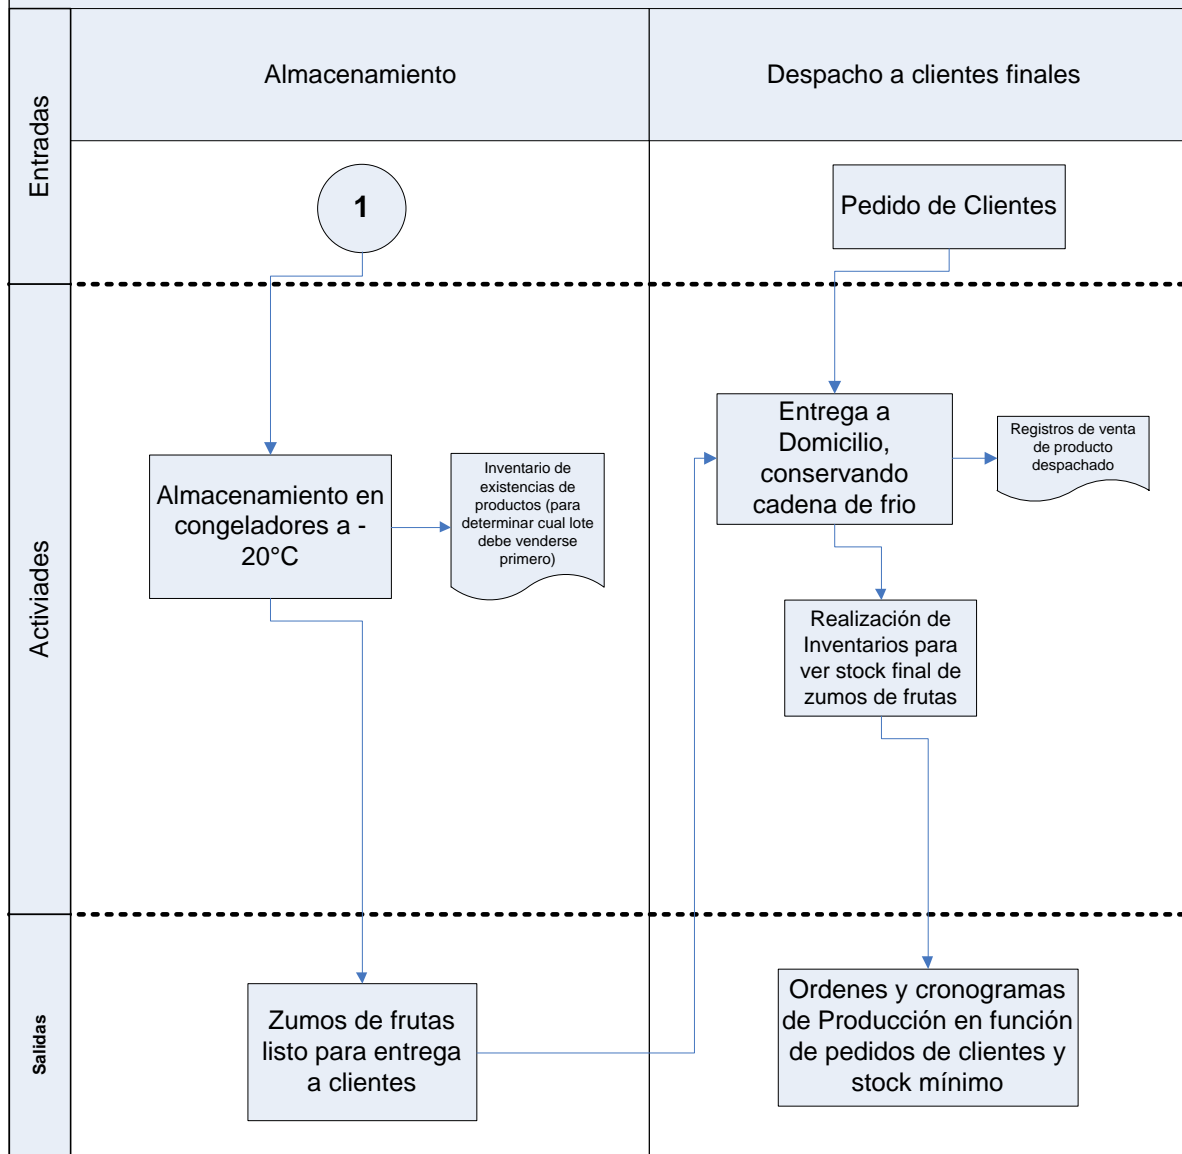 Almacenamiento
Despacho a clientes finales
Entradas
1
Pedido de Clientes
Activiades
Almacenamiento en
congeladores a -
20°C
Inventario de
existencias de
productos (para
determinar cual lote
debe venderse
primero)
Entrega a
Domicilio,
conservando
cadena de frio
Registros de venta
de producto
despachado
Realización de
Inventarios para
ver stock final de
zumos de frutas
Salidas
Zumos de frutas
listo para entrega
a clientes
Ordenes y cronogramas
de Producción en función
de pedidos de clientes y
stock mínimo